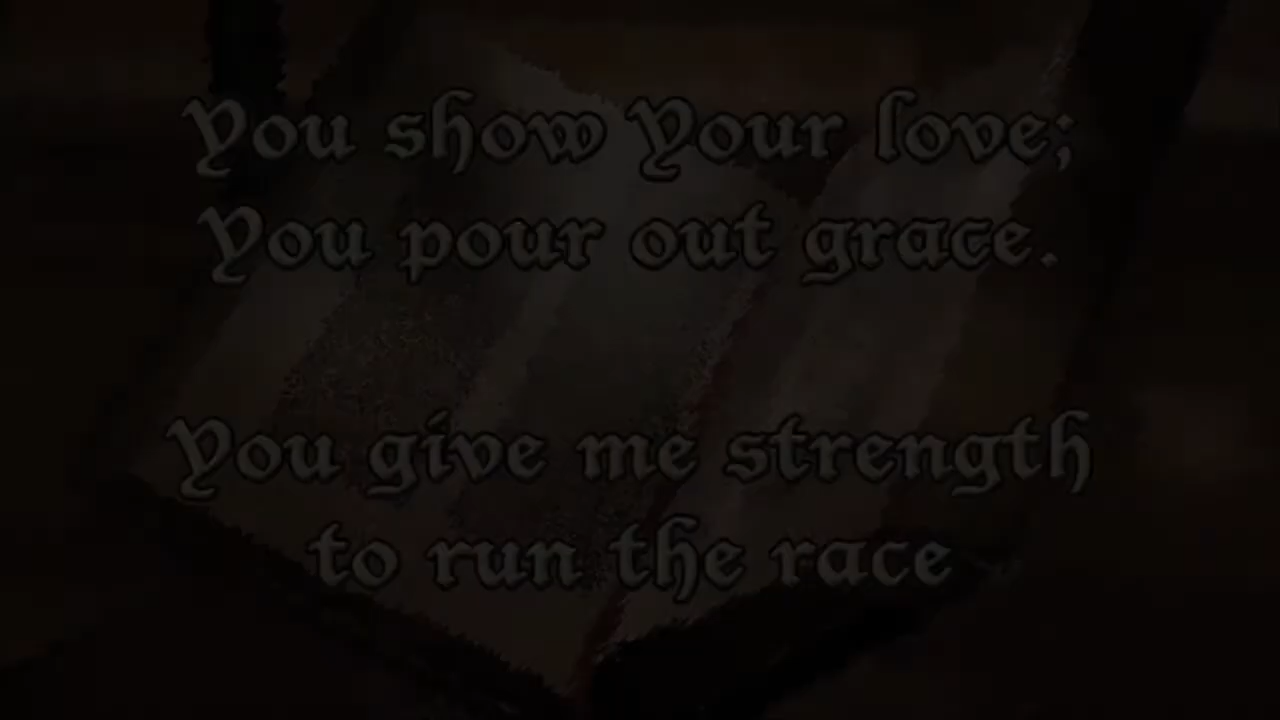 You show Your love;
You pour out grace.
You give me strength
to run the race